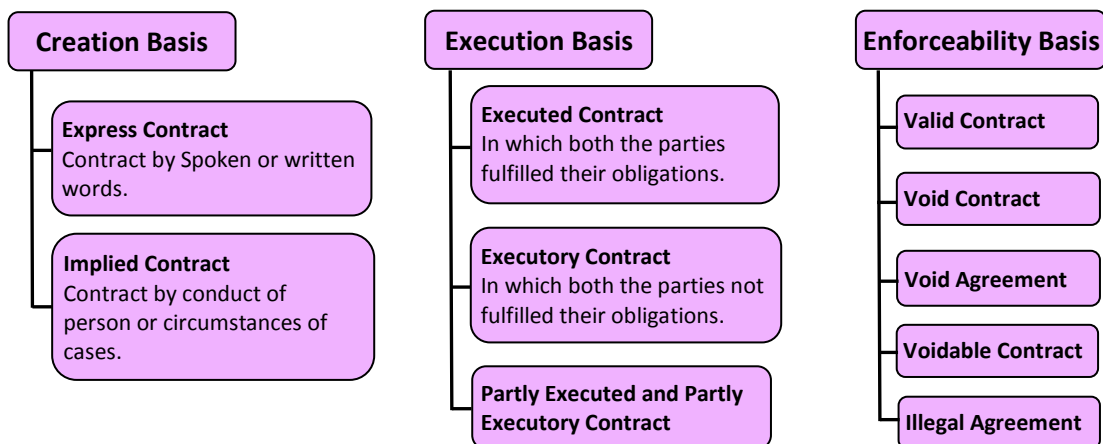 Creation Basis
Express Contract
Contract by Spoken or written
words.
Implied Contract
Contract by conduct of
person or circumstances of
cases.
Execution Basis
Executed Contract
In which both the parties
fulfilled their obligations.
Executory Contract
In which both the parties not
fulfilled their obligations.
Partly Executed and Partly
Executory Contract
Enforceability Basis
Valid Contract
Void Contract
Void Agreement
Voidable Contract
Illegal Agreement